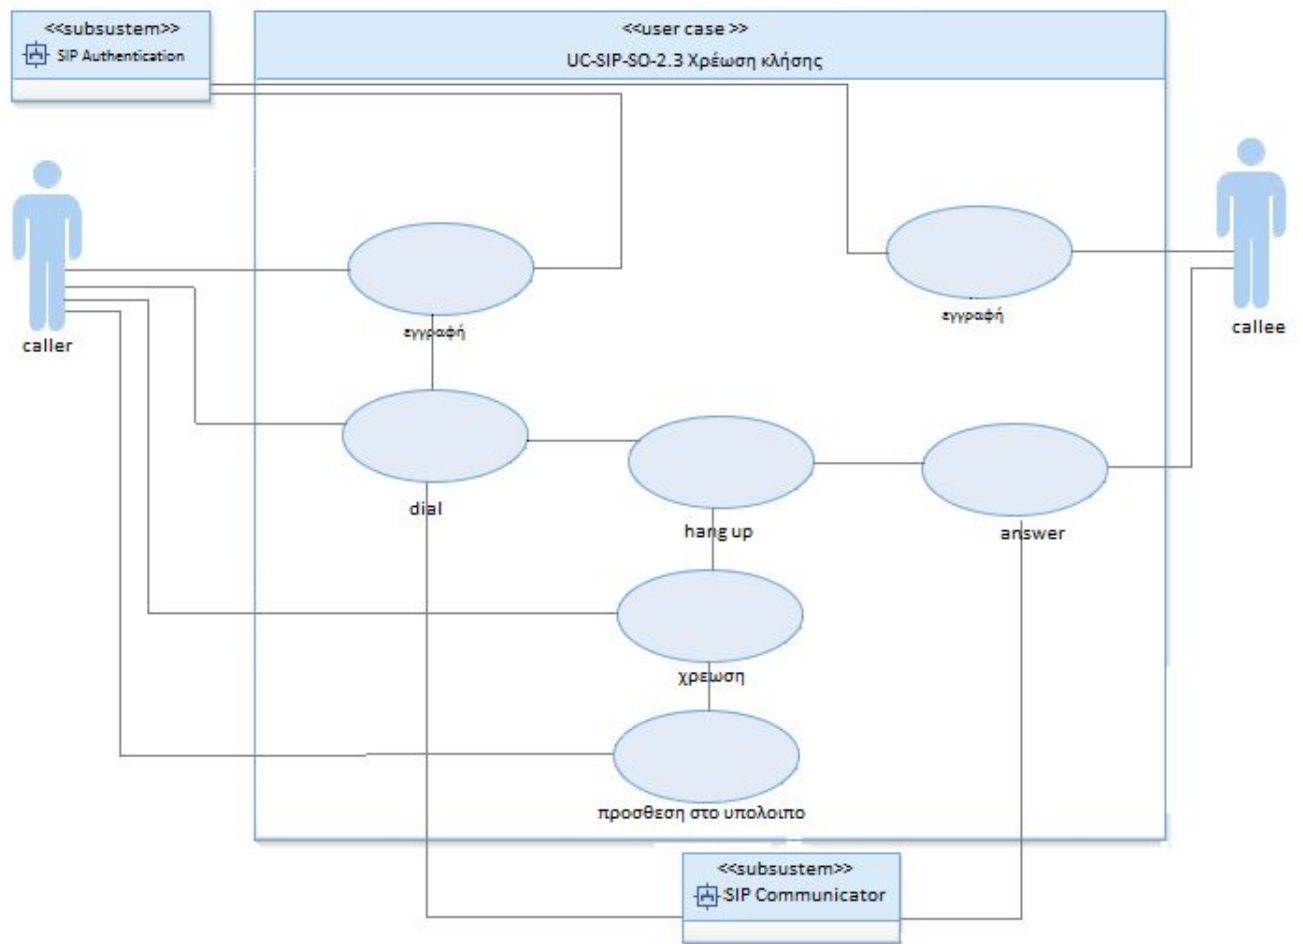 <<subsustem>>
SIP Authentication
<<user case >>
UC-SIP-SO-2.3 Χρέωση κλήσης
caller
εγγραφή
εγγραφή
callee
dial
hang up
answer
χρεωση
προσθεση στο υπολοιπο
<<subsustem>>
SIP Communicator